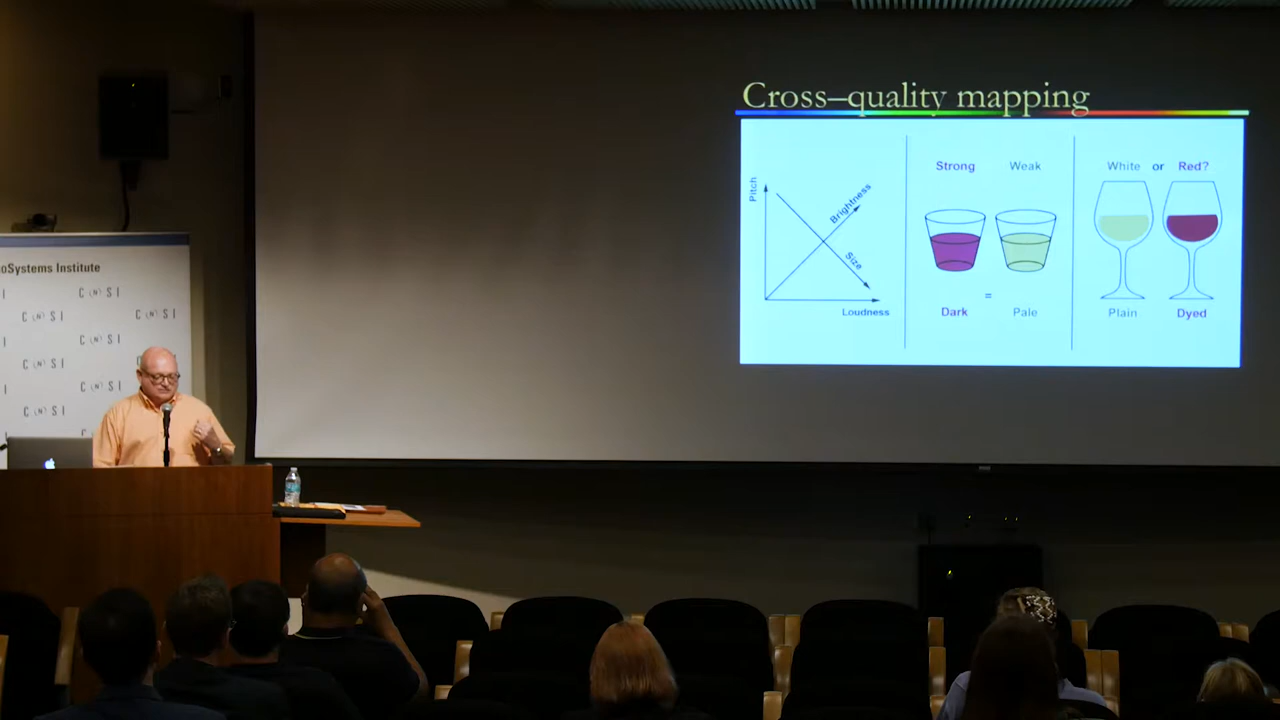 Cross–quality mapping
Pitch
Brightness
Size
Loudness
Strong Weak
=
Dark Pale
White or Red?
Plain Dyed
oSystems Institute
C (N) S I
C (N) S I
C (N) S I
C (N) S I
C (N) S I
C (N) S I
C (N) S I